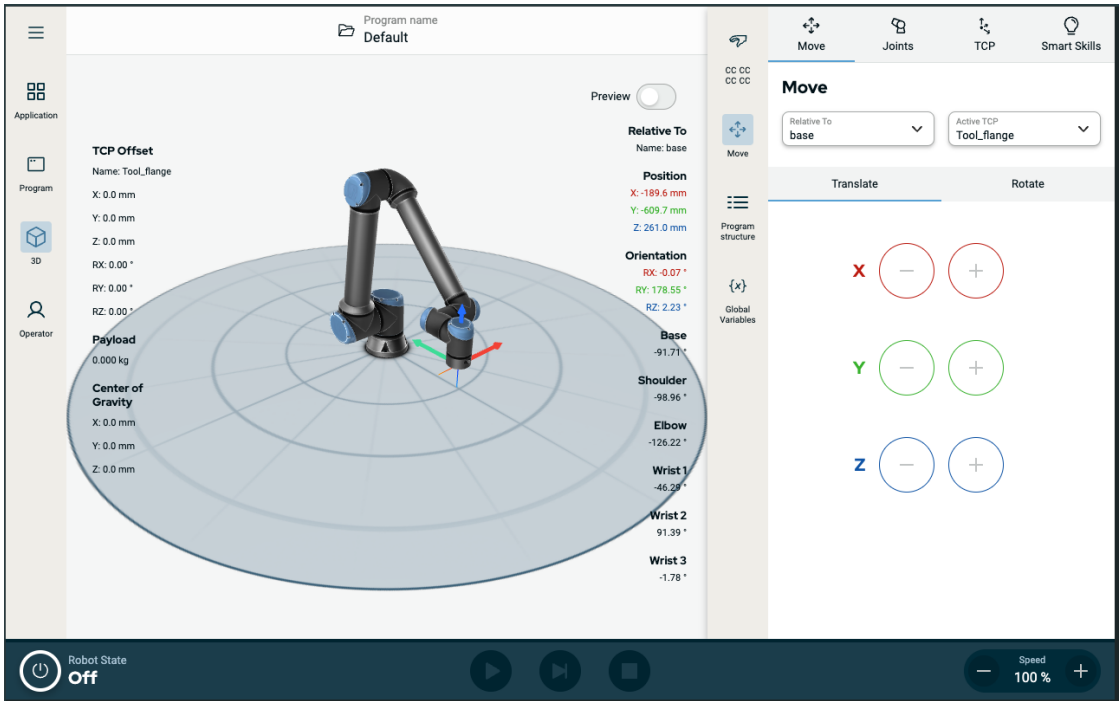 Program name
Default
Application
Program
3D
Operator
Preview
TCP Offset
Name: Tool_flange
X: 0.0 mm
Y: 0.0 mm
Z: 0.0 mm
RX: 0.00 °
RY: 0.00 °
RZ: 0.00 °
Payload
0.000 kg
Center of
Gravity
X: 0.0 mm
Y: 0.0 mm
Z: 0.0 mm
Relative To
Name: base
Position
X: -189.6 mm
Y: -609.7 mm
Z: 261.0 mm
Orientation
RX: -0.07 °
RY: 178.55 °
RZ: 2.23 °
Base
-91.71 °
Shoulder
-98.96 °
Elbow
-126.22 °
Wrist 1
-46.29 °
Wrist 2
91.39 °
Wrist 3
-1.78 °
CC CC
CC CC
Move
Program
structure
{x}
Global
Variables
Move
Joints
TCP
Smart Skills
Move
Relative To
base
Active TCP
Tool_flange
Translate
Rotate
X
Y
Z
Robot State
Off
Speed
100 %